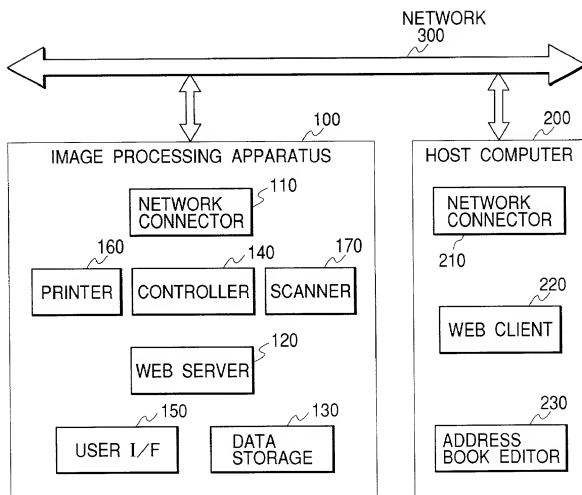 NETWORK
300
100
IMAGE PROCESSING APPARATUS
110
NETWORK
CONNECTOR
160
PRINTER
140
CONTROLLER
170
SCANNER
120
WEB SERVER
150
USER I/F
130
DATA
STORAGE
200
HOST COMPUTER
NETWORK
CONNECTOR
210
220
WEB CLIENT
230
ADDRESS
BOOK EDITOR